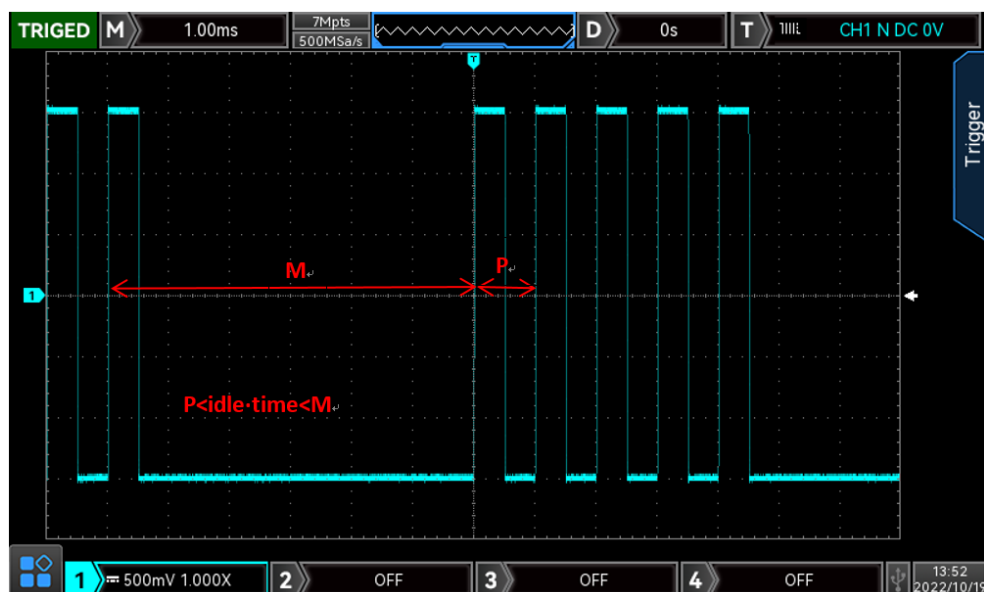 TRIGED M 1.00ms 7Mpts D 0s T CH1 N DC 0V
500MSa/s
T
Trigger
M P
1
P<idle·time<M
1 500mV 1.000X 2 OFF 3 OFF 4 OFF 13:52
2022/10/19